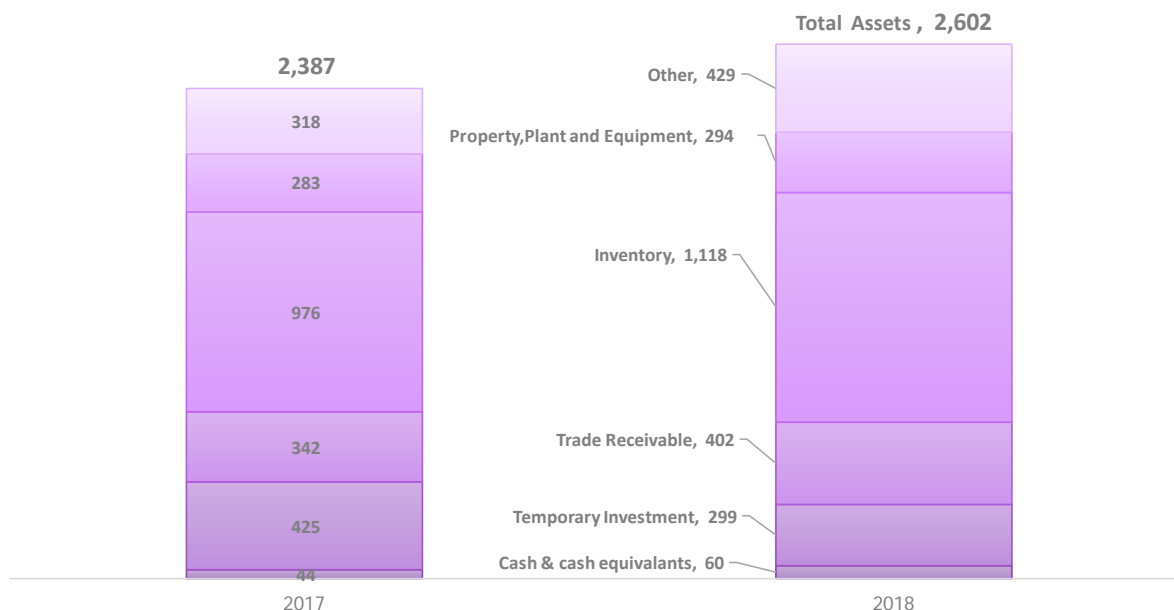 Total Assets , 2,602
2,387
Other, 429
318
Property,Plant and Equipment, 294
283
Inventory, 1,118
976
Trade Receivable, 402
342
Temporary Investment, 299
425
Cash & cash equivalants, 60
44
2017
2018